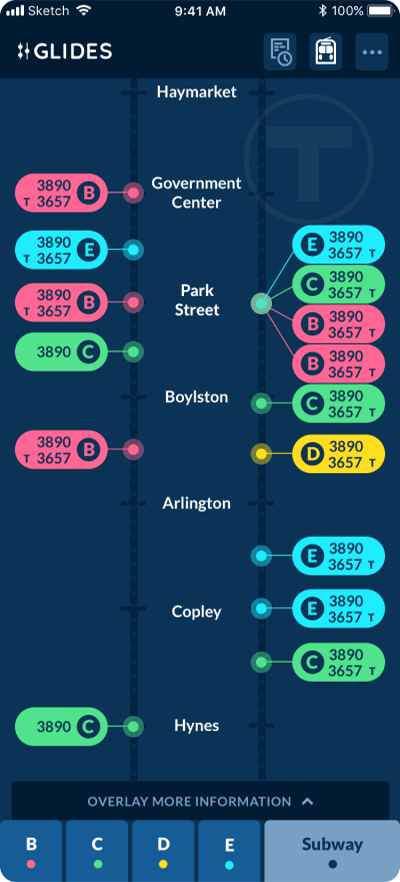 Sketch 9:41 AM 100%
GLIDES
Haymarket
T
3890 B
T 3657
Government
Center
3890 E
T 3657
E 3890
3657 T
C 3890
3657 T
3890 B
T 3657
Park
Street
B 3890
3657 T
3890 C
B 3890
3657 T
Boylston
C 3890
3657 T
3890 B
T 3657
D 3890
3657 T
Arlington
E 3890
3657 T
Copley
E 3890
3657 T
C 3890
3657 T
3890 C
Hynes
OVERLAY MORE INFORMATION
B C D E Subway